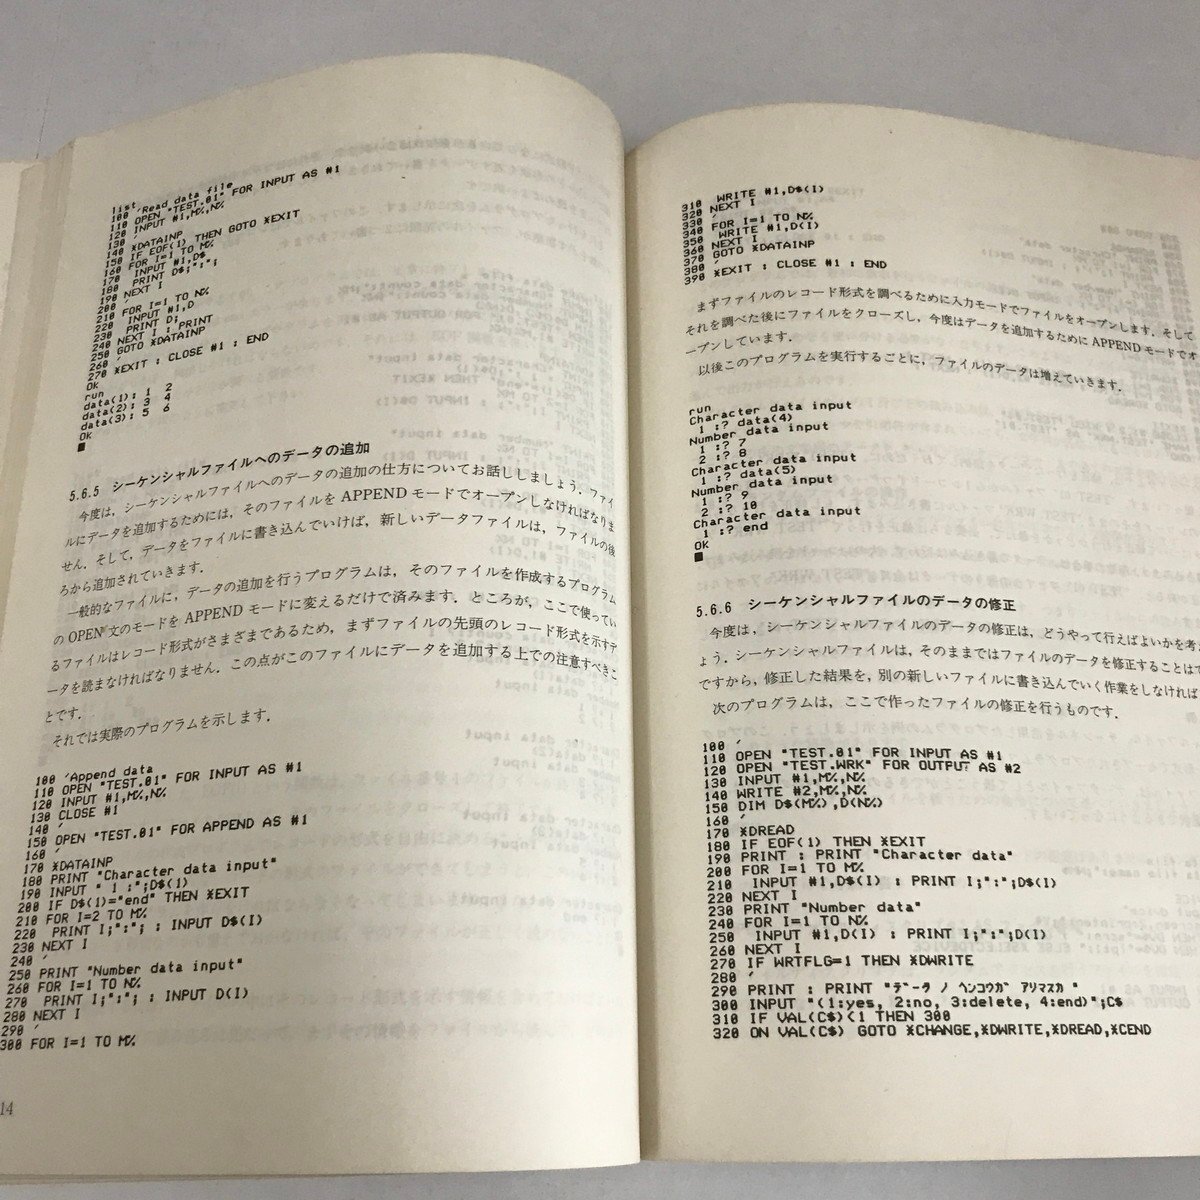 list
100 'Read data file
110 OPEN "TEST.01" FOR INPUT AS #1
120 INPUT #1,M%,N%
130 '
140 *DATAINP
150 IF EOF(1) THEN GOTO *EXIT
160 FOR I=1 TO M%
170  INPUT #1,D$
180  PRINT D$;":";
190 NEXT I
200 '
210 FOR I=1 TO N%
220  INPUT #1,D
230  PRINT D;
240 NEXT I : PRINT
250 GOTO *DATAINP
260 '
270 *EXIT : CLOSE #1 : END
Ok
run
data(1): 1  2
data(2): 3  4
data(3): 5  6
Ok
5.6.5 シーケンシャルファイルへのデータの追加
今度は，シーケンシャルファイルへのデータの追加の仕方についてお話ししましょう．ファイ
ルにデータを追加するためには，そのファイルを APPEND モードでオープンしなければなりま
せん．そして，データをファイルに書き込んでいけば，新しいデータファイルは，ファイルの後
ろから追加されていきます．
一般的なファイルに，データの追加を行うプログラムは，そのファイルを作成するプログラム
の OPEN 文のモードを APPEND モードに変えるだけで済みます．ところが，ここで使ってい
るファイルはレコード形式がさまざまであるため，まずファイルの先頭のレコード形式を示すデ
ータを読まなければなりません．この点がこのファイルにデータを追加する上での注意すべきこ
とです．
それでは実際のプログラムを示します．
100 'Append data
110 OPEN "TEST.01" FOR INPUT AS #1
120 INPUT #1,M%,N%
130 CLOSE #1
140 '
150 OPEN "TEST.01" FOR APPEND AS #1
160 '
170 *DATAINP
180 PRINT "Character data input"
190 INPUT " 1 :";D$(1)
200 IF D$(1)="end" THEN *EXIT
210 FOR I=2 TO M%
220  PRINT I;":"; : INPUT D$(I)
230 NEXT I
240 '
250 PRINT "Number data input"
260 FOR I=1 TO N%
270  PRINT I;":"; : INPUT D(I)
280 NEXT I
290 '
300 FOR I=1 TO M%
14
310  WRITE #1,D$(I)
320 NEXT I
330 '
340 FOR I=1 TO N%
350  WRITE #1,D(I)
360 NEXT I
370 GOTO *DATAINP
380 '
390 *EXIT : CLOSE #1 : END
まずファイルのレコード形式を調べるために入力モードでファイルをオープンします．そして
それを調べた後にファイルをクローズし，今度はデータを追加するために APPEND モードでオ
ープンしています．
以後このプログラムを実行するごとに，ファイルのデータは増えていきます．
run
Character data input
 1 :? data(4)
Number data input
 1 :? 7
 2 :? 8
Character data input
 1 :? data(5)
Number data input
 1 :? 9
 2 :? 10
Character data input
 1 :? end
Ok
5.6.6 シーケンシャルファイルのデータの修正
今度は，シーケンシャルファイルのデータの修正は，どうやって行えばよいかを考え
ょう．シーケンシャルファイルは，そのままではファイルのデータを修正することは
ですから，修正した結果を，別の新しいファイルに書き込んでいく作業をしなければ
次のプログラムは，ここで作ったファイルの修正を行うものです．
100 '
110 OPEN "TEST.01" FOR INPUT AS #1
120 OPEN "TEST.WRK" FOR OUTPUT AS #2
130 INPUT #1,M%,N%
140 WRITE #2,M%,N%
150 DIM D$(M%),D(N%)
160 '
170 *DREAD
180 IF EOF(1) THEN *EXIT
190 PRINT : PRINT "Character data"
200 FOR I=1 TO M%
210  INPUT #1,D$(I) : PRINT I;":";D$(I)
220 NEXT I
230 PRINT "Number data"
240 FOR I=1 TO N%
250  INPUT #1,D(I) : PRINT I;":";D(I)
260 NEXT I
270 IF WRTFLG=1 THEN *DWRITE
280 '
290 PRINT : PRINT "ﾃﾞｰﾀ ﾉ ﾍﾝｺｳｶﾞ ｱﾘﾏｽｶ "
300 INPUT "(1:yes, 2:no, 3:delete, 4:end)";C$
310 IF VAL(C$)<1 THEN 300
320 ON VAL(C$) GOTO *CHANGE,*DWRITE,*DREAD,*CEND